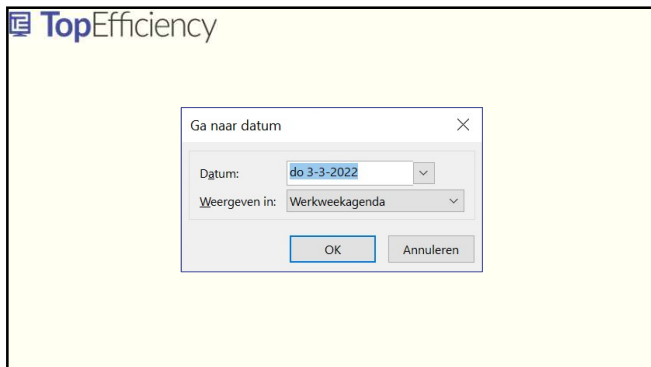 TopEfficiency
Ga naar datum
Datum: do 3-3-2022
Weergeven in: Werkweekagenda
OK Annuleren